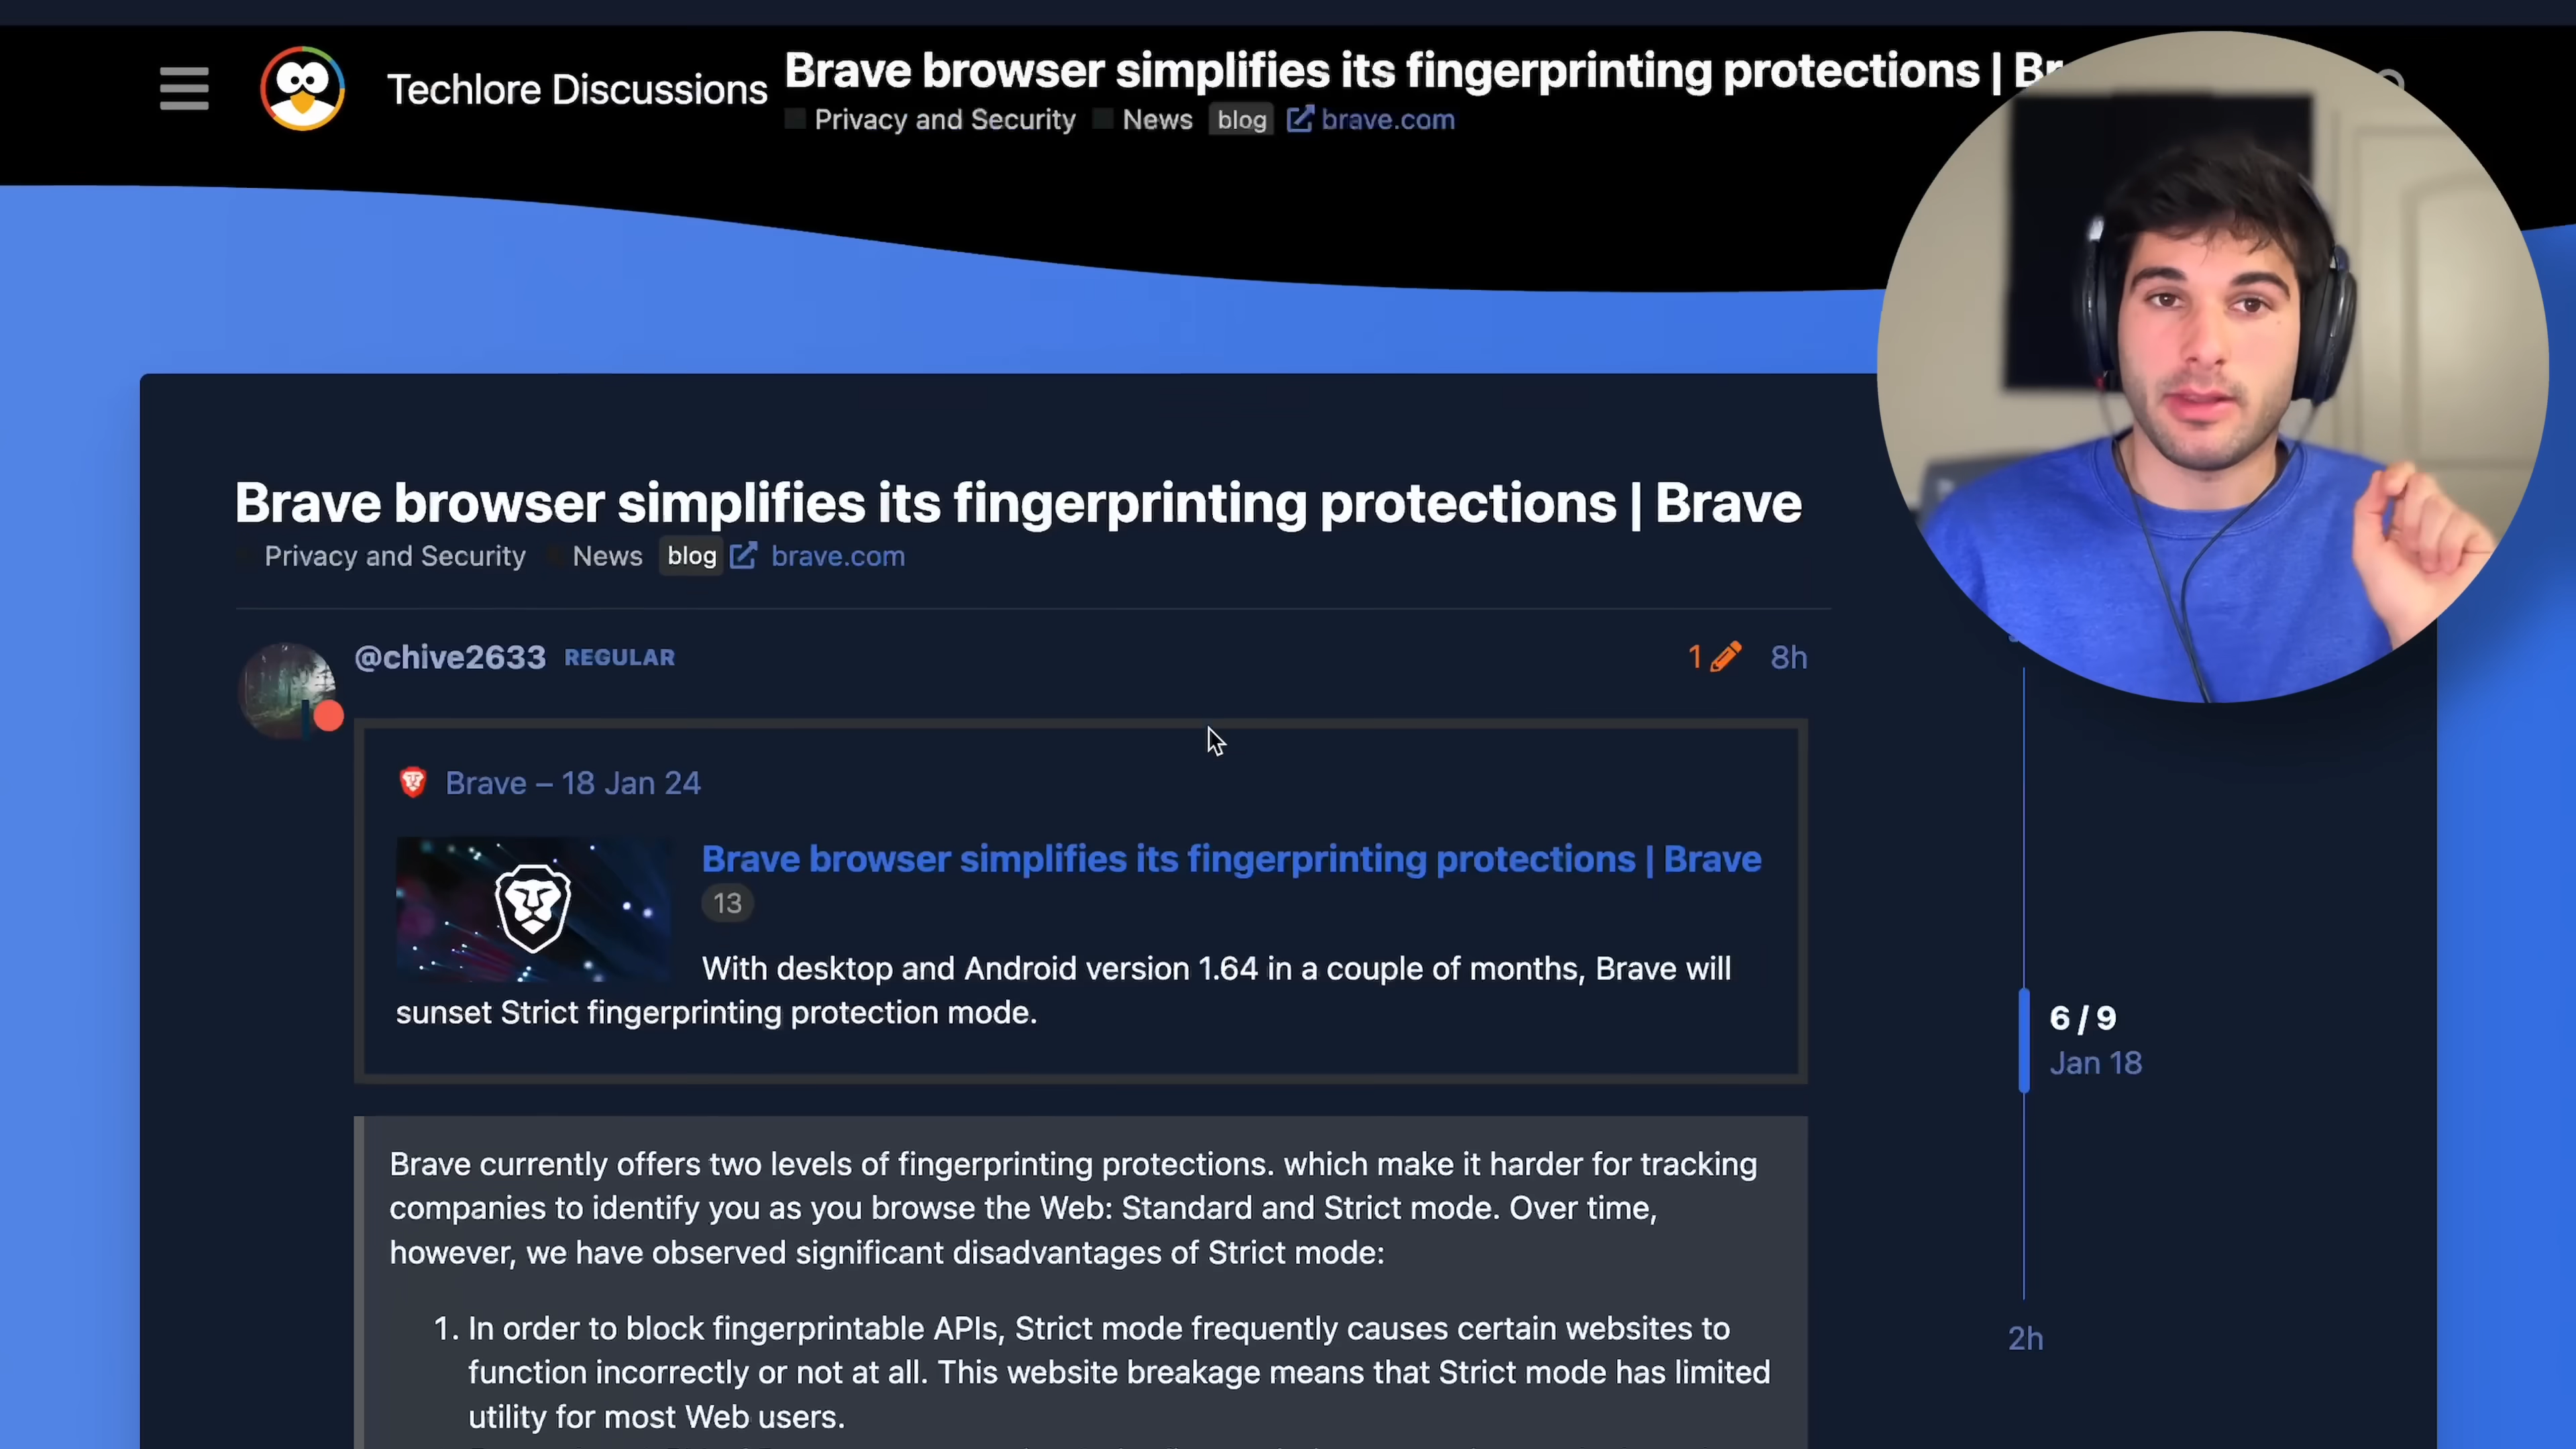 Techlore Discussions
Brave browser simplifies its fingerprinting protections | Br
Privacy and Security News blog brave.com
Brave browser simplifies its fingerprinting protections | Brave
Privacy and Security News blog brave.com
@chive2633 REGULAR 1 8h
Brave – 18 Jan 24
Brave browser simplifies its fingerprinting protections | Brave
13
With desktop and Android version 1.64 in a couple of months, Brave will
sunset Strict fingerprinting protection mode.
Brave currently offers two levels of fingerprinting protections. which make it harder for tracking
companies to identify you as you browse the Web: Standard and Strict mode. Over time,
however, we have observed significant disadvantages of Strict mode:
1. In order to block fingerprintable APIs, Strict mode frequently causes certain websites to
function incorrectly or not at all. This website breakage means that Strict mode has limited
utility for most Web users.
6 / 9
Jan 18
2h